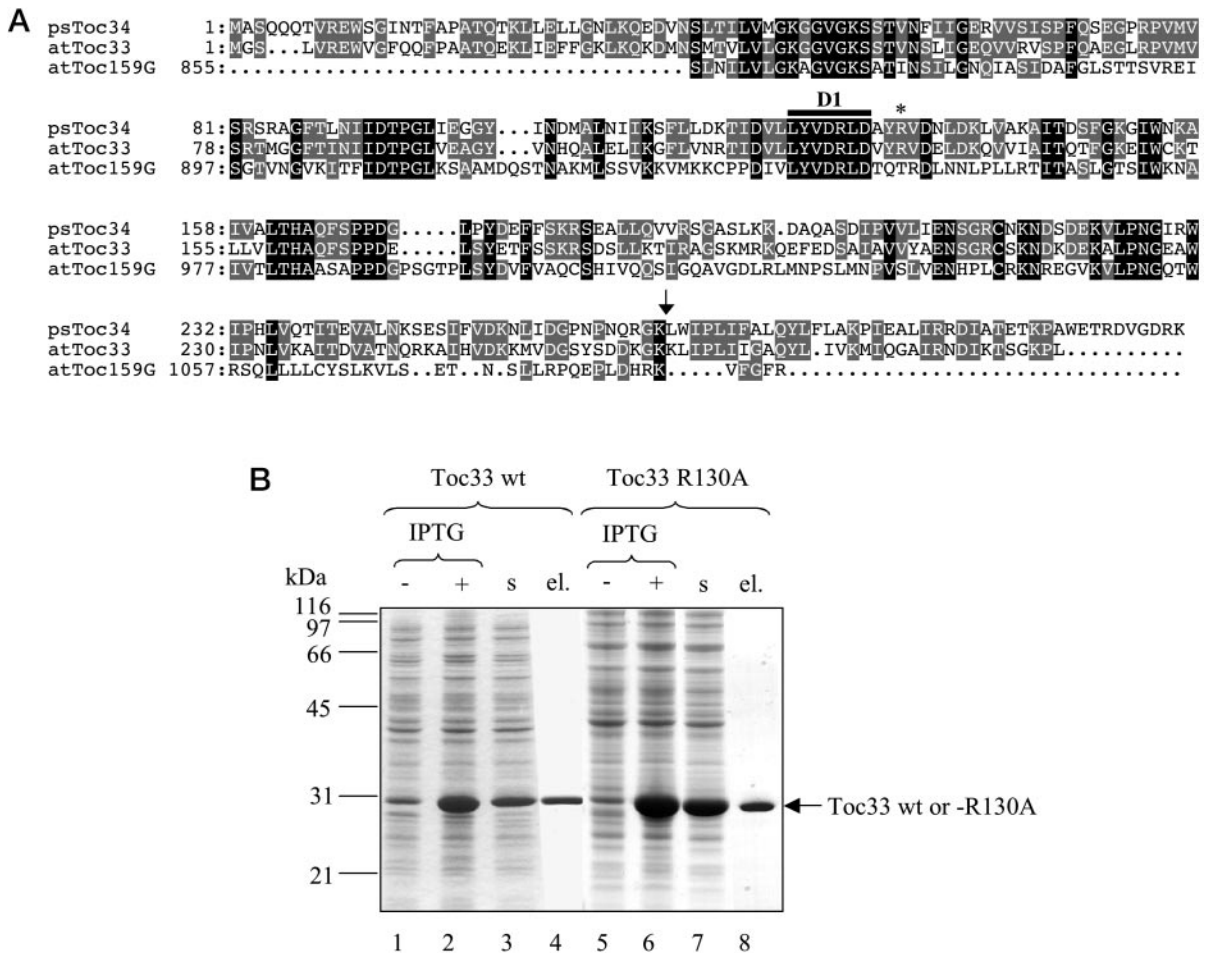 A
psToc34 1:MASQQQTVREWSGINTFAPATQTKLLELLGNLKQEDVNSLTILVMGKGGVGKSSTVNSIIGERVVSISPFQSEGPRPVMV
atToc33 1:MGS...LVREWVGFQQFPAATQEKLIEFFGKLKQKDMNSMTVLVLGKGGVGKSSTVNSLIGEQVVRVSPFQAEGLRPVMV
atToc159G 855:......................................SLNILVLGKAGVGKSATINSILGNQIASIDAFGLSTTSVREI
D1 *
psToc34 81:SRSRAGFTLNIIDTPGLIEGGY...INDMALNIIKSFLLDKTIDVLLYVDRLDAYRVDNLDKLVAKAITDSFGKGIWNKA
atToc33 78:SRTMGGFTINIIDTPGLVEAGY...VNHQALELIKGFLVNRTIDVLLYVDRLDVYRVDELDKQVVIAITQTFGKEIWCKT
atToc159G 897:SGTVNGVKITFIDTPGLKSAAMDQSTNAKMLSSVKKVMKKCPPDIVLYVDRLDTQTRDLNNLPLLRTITASLGTSIWKNA
psToc34 158:IVALTHAQFSPPDG.....LPYDEFFSKRSEALLQVVRSGASLKK.DAQASDIPVVLIENSGRCNKNDSDEKVLPNGIRW
atToc33 155:LLVLTHAQFSPPDE.....LSYETFSSKRSDSLLKTIRAGSKMRKQEFEDSAIAVVYAENSGRCSKNDKDEKALPNGEAW
atToc159G 977:IVTLTHAASAPPDGPSGTPLSYDVFVAQCSHIVQQSIGQAVGDLRLMNPSLMNPVSLVENHPLCRKNREGVKVLPNGQTW
psToc34 232:IPHLVQTITEVALNKSESIFVDKNLIDGPNPNQRGKLWIPLIFALQYLFLAKPIEALIRRDIATETKPAWETRDVGDRK
atToc33 230:IPNLVKAITDVATNQRKAIHVDKKMVDGSYSDDKGKKLIPLIIGAQYL.IVKMIQGAIRNDIKTSGKPL..........
atToc159G 1057:RSQLLLLCYSLKVLS..ET..N.SLLRPQEPLDHRK.....VFGFR................................
B
Toc33 wt Toc33 R130A
IPTG IPTG
kDa - + s el. - + s el.
116
97
66
45
31
Toc33 wt or -R130A
21
1 2 3 4 5 6 7 8